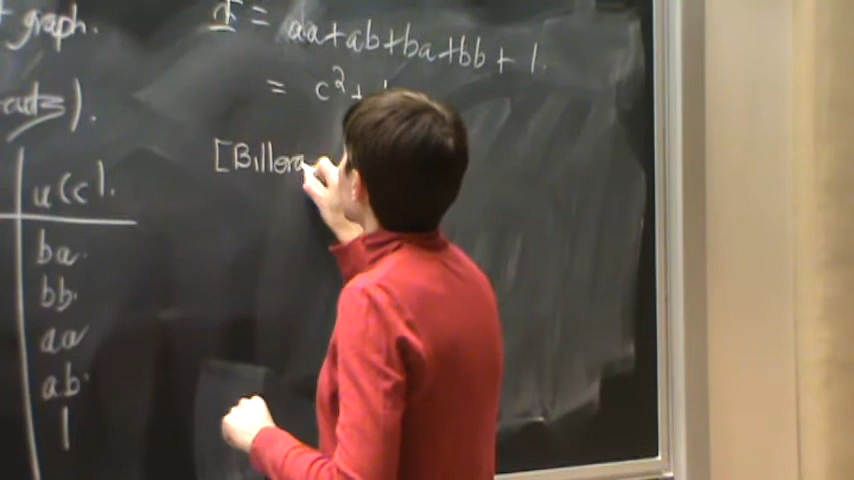 graph.
= aa+ab+ba+bb+1.
= c²+
[Billera
u(c).
ba.
bb.
aa
ab.
1